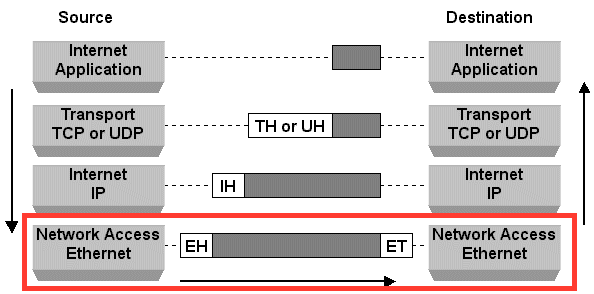 Source
Destination
Internet
Application
Internet
Application
Transport
TCP or UDP
TH or UH
Transport
TCP or UDP
Internet
IP
IH
Internet
IP
Network Access
Ethernet
EH
ET
Network Access
Ethernet